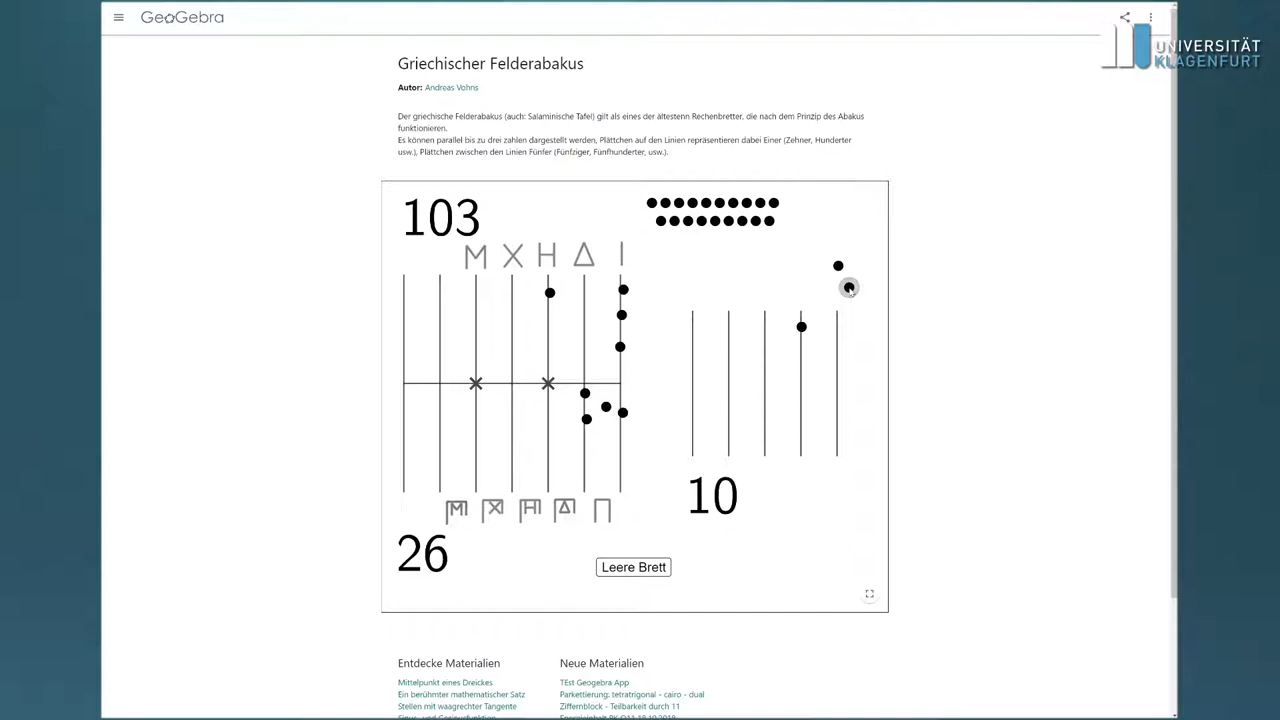 GeoGebra
UNIVERSITÄT
KLAGENFURT
Griechischer Felderabakus
Autor: Andreas Vohns
Der griechische Felderabakus (auch: Salaminische Tafel) gilt als eines der ältestenn Rechenbretter, die nach dem Prinzip des Abakus
funktionieren.
Es können parallel bis zu drei zahlen dargestellt werden, Plättchen auf den Linien repräsentieren dabei Einer (Zehner, Hunderter
usw.), Plättchen zwischen den Linien Fünfer (Fünfziger, Fünfhunderter, usw.).
103
M X H Δ I
10
26
Leere Brett
Entdecke Materialien
Mittelpunkt eines Dreickes
Ein berühmter mathematischer Satz
Stellen mit waagrechter Tangente
Neue Materialien
TEst Geogebra App
Parkettierung: tetratrigonal - cairo - dual
Ziffernblock - Teilbarkeit durch 11